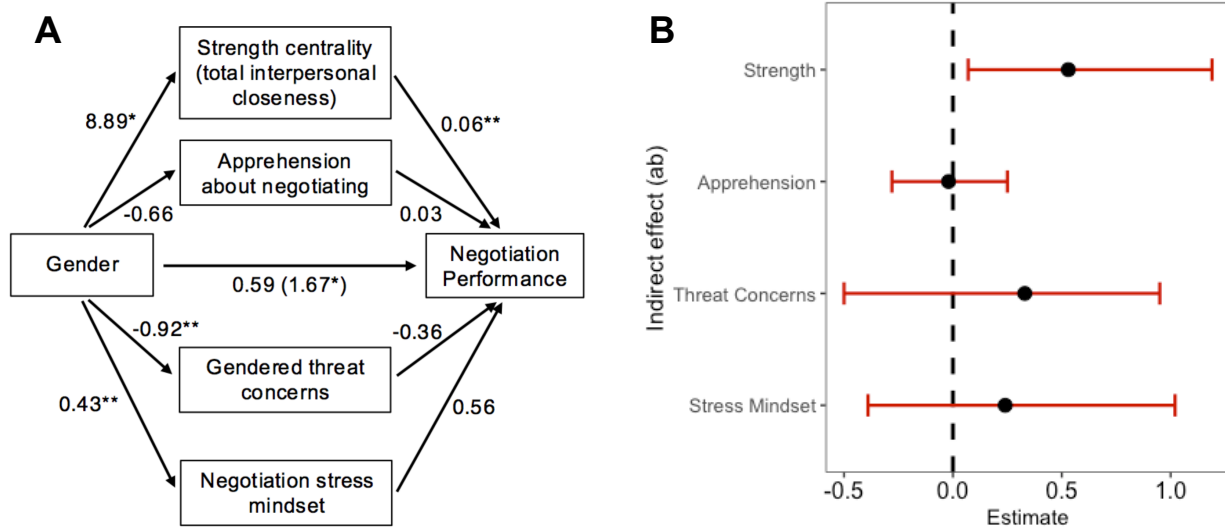 A
Strength centrality
(total interpersonal
closeness)
8.89*
0.06**
Apprehension
about negotiating
-0.66
0.03
Gender
0.59 (1.67*)
Negotiation
Performance
-0.92**
-0.36
Gendered threat
concerns
0.43**
0.56
Negotiation stress
mindset
B
Indirect effect (ab)
Strength
Apprehension
Threat Concerns
Stress Mindset
-0.5 0.0 0.5 1.0
Estimate